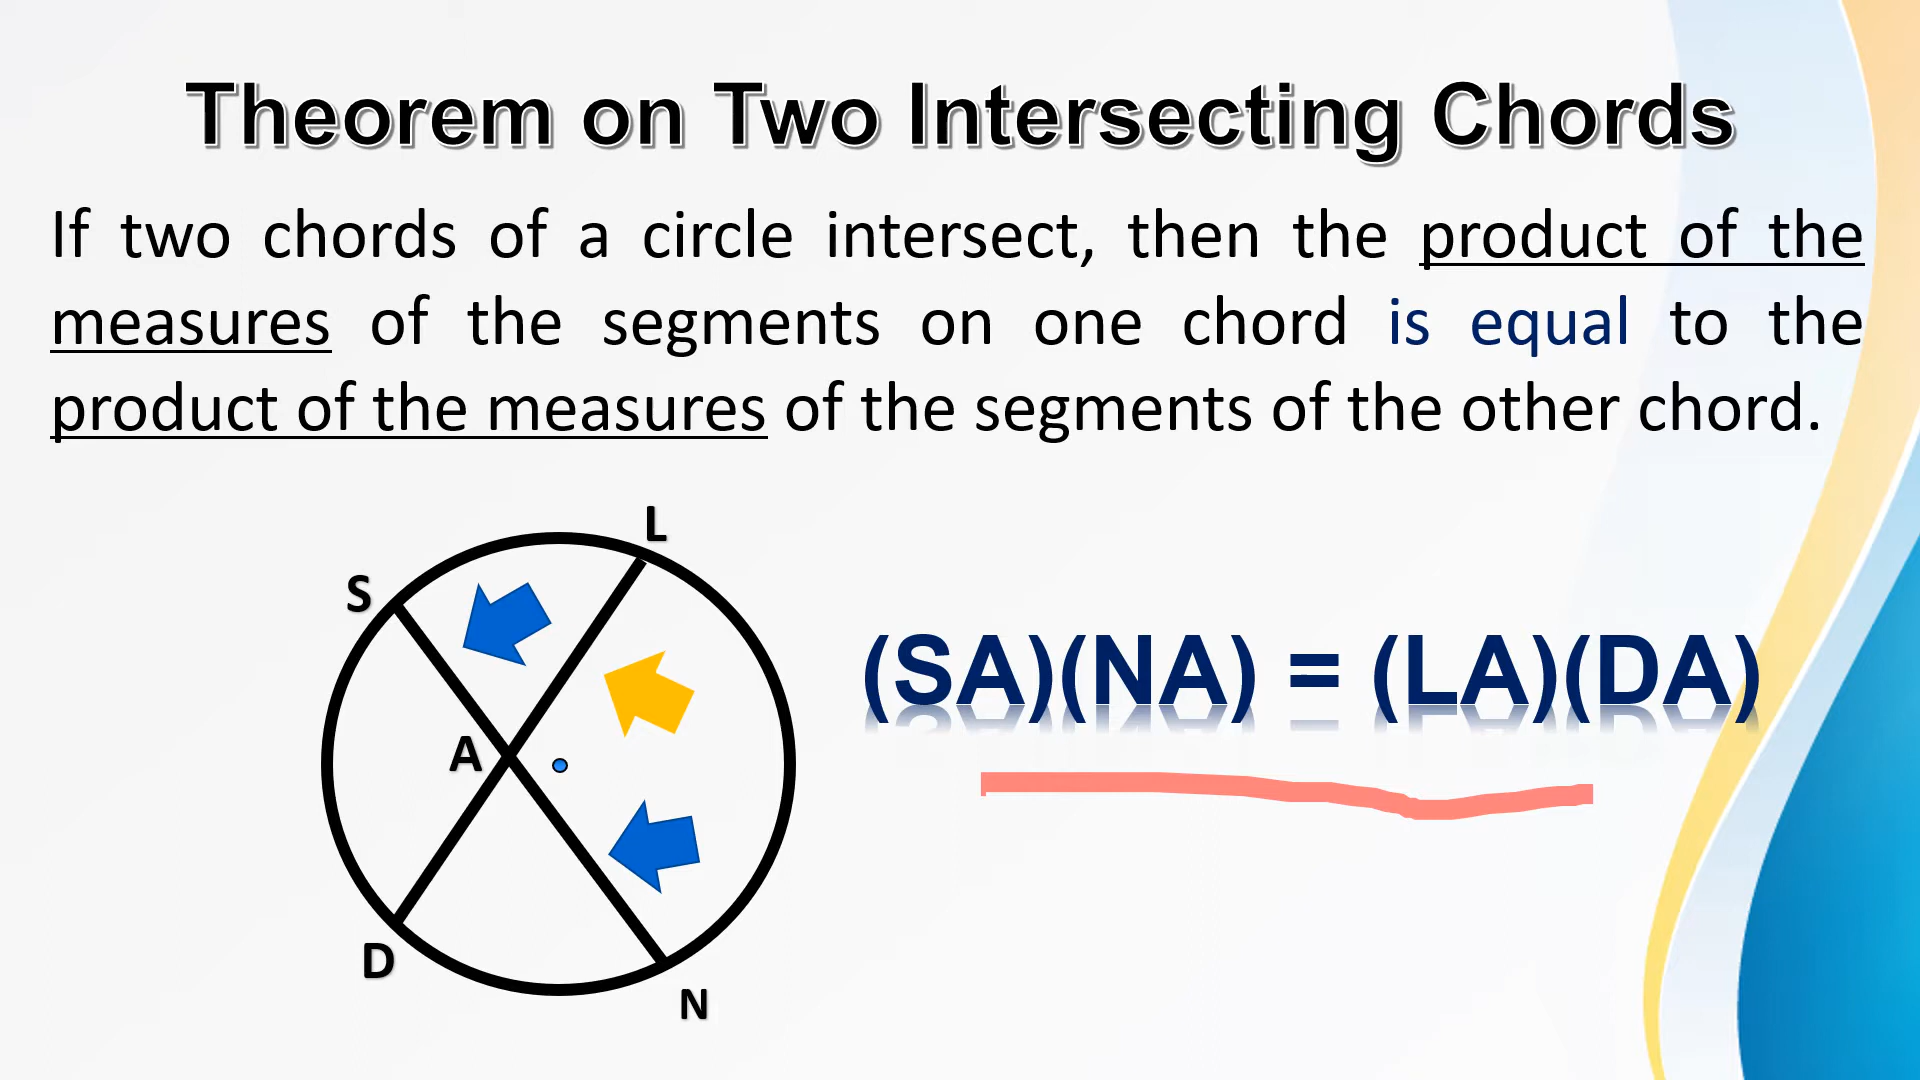 Theorem on Two Intersecting Chords
If two chords of a circle intersect, then the product of the
measures of the segments on one chord is equal to the
product of the measures of the segments of the other chord.
L
S
(SA)(NA) = (LA)(DA)
A
D
N